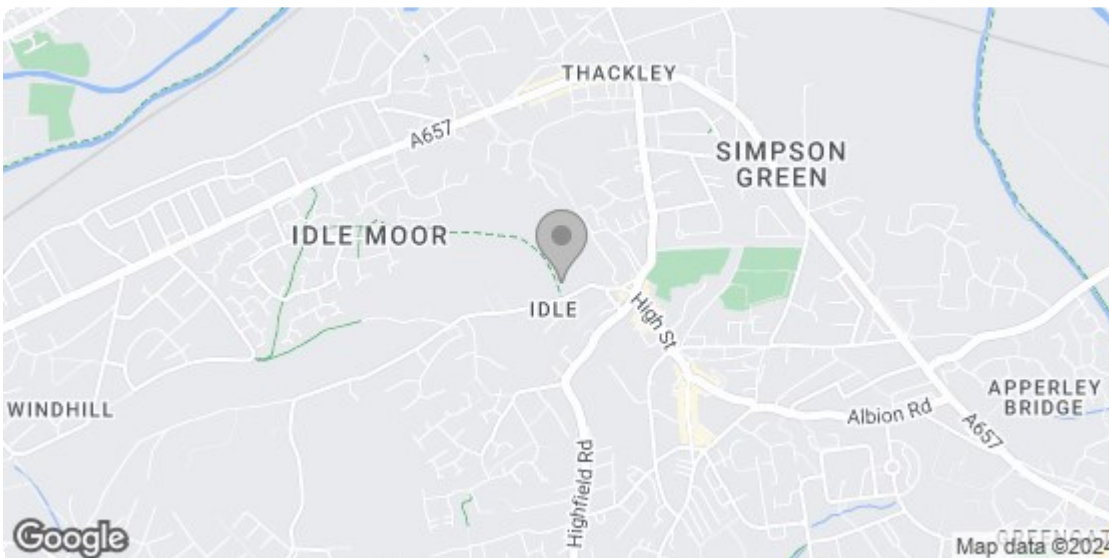 THACKLEY
A657
SIMPSON
GREEN
IDLE MOOR
IDLE
High St
WINDHILL
APPERLEY
BRIDGE
Albion Rd
A657
Highfield Rd
Google
Map data ©2024